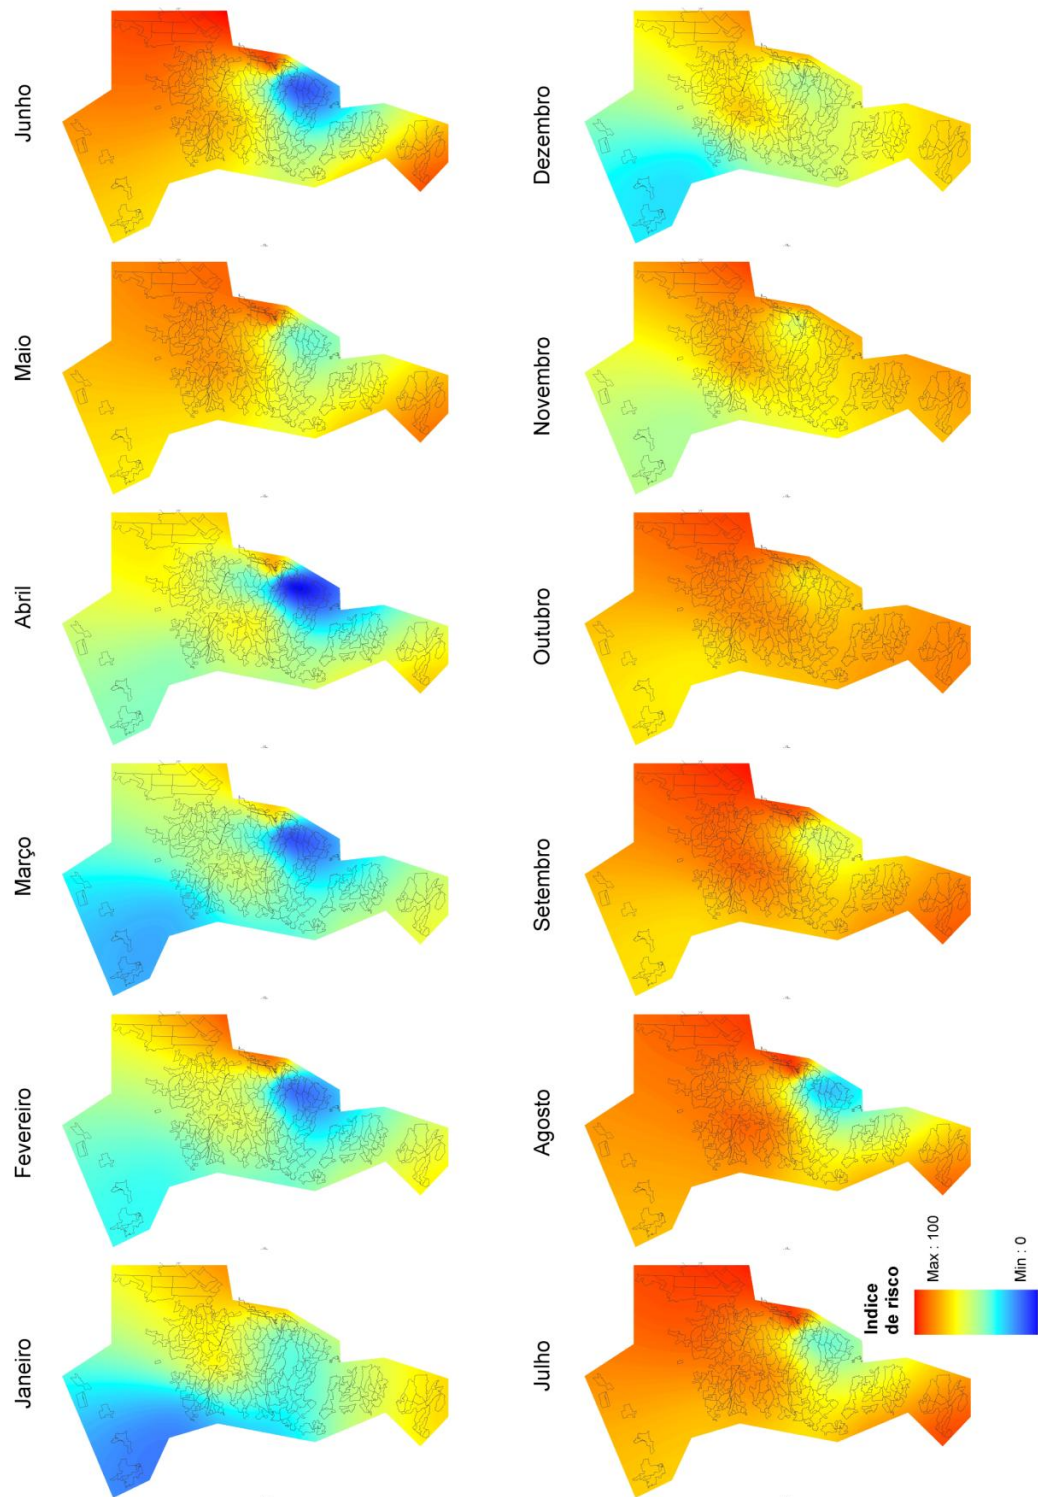 Janeiro
Fevereiro
Março
Abril
Maio
Junho
Julho
Agosto
Setembro
Outubro
Novembro
Dezembro
Indice
de risco
Max : 100
Min : 0